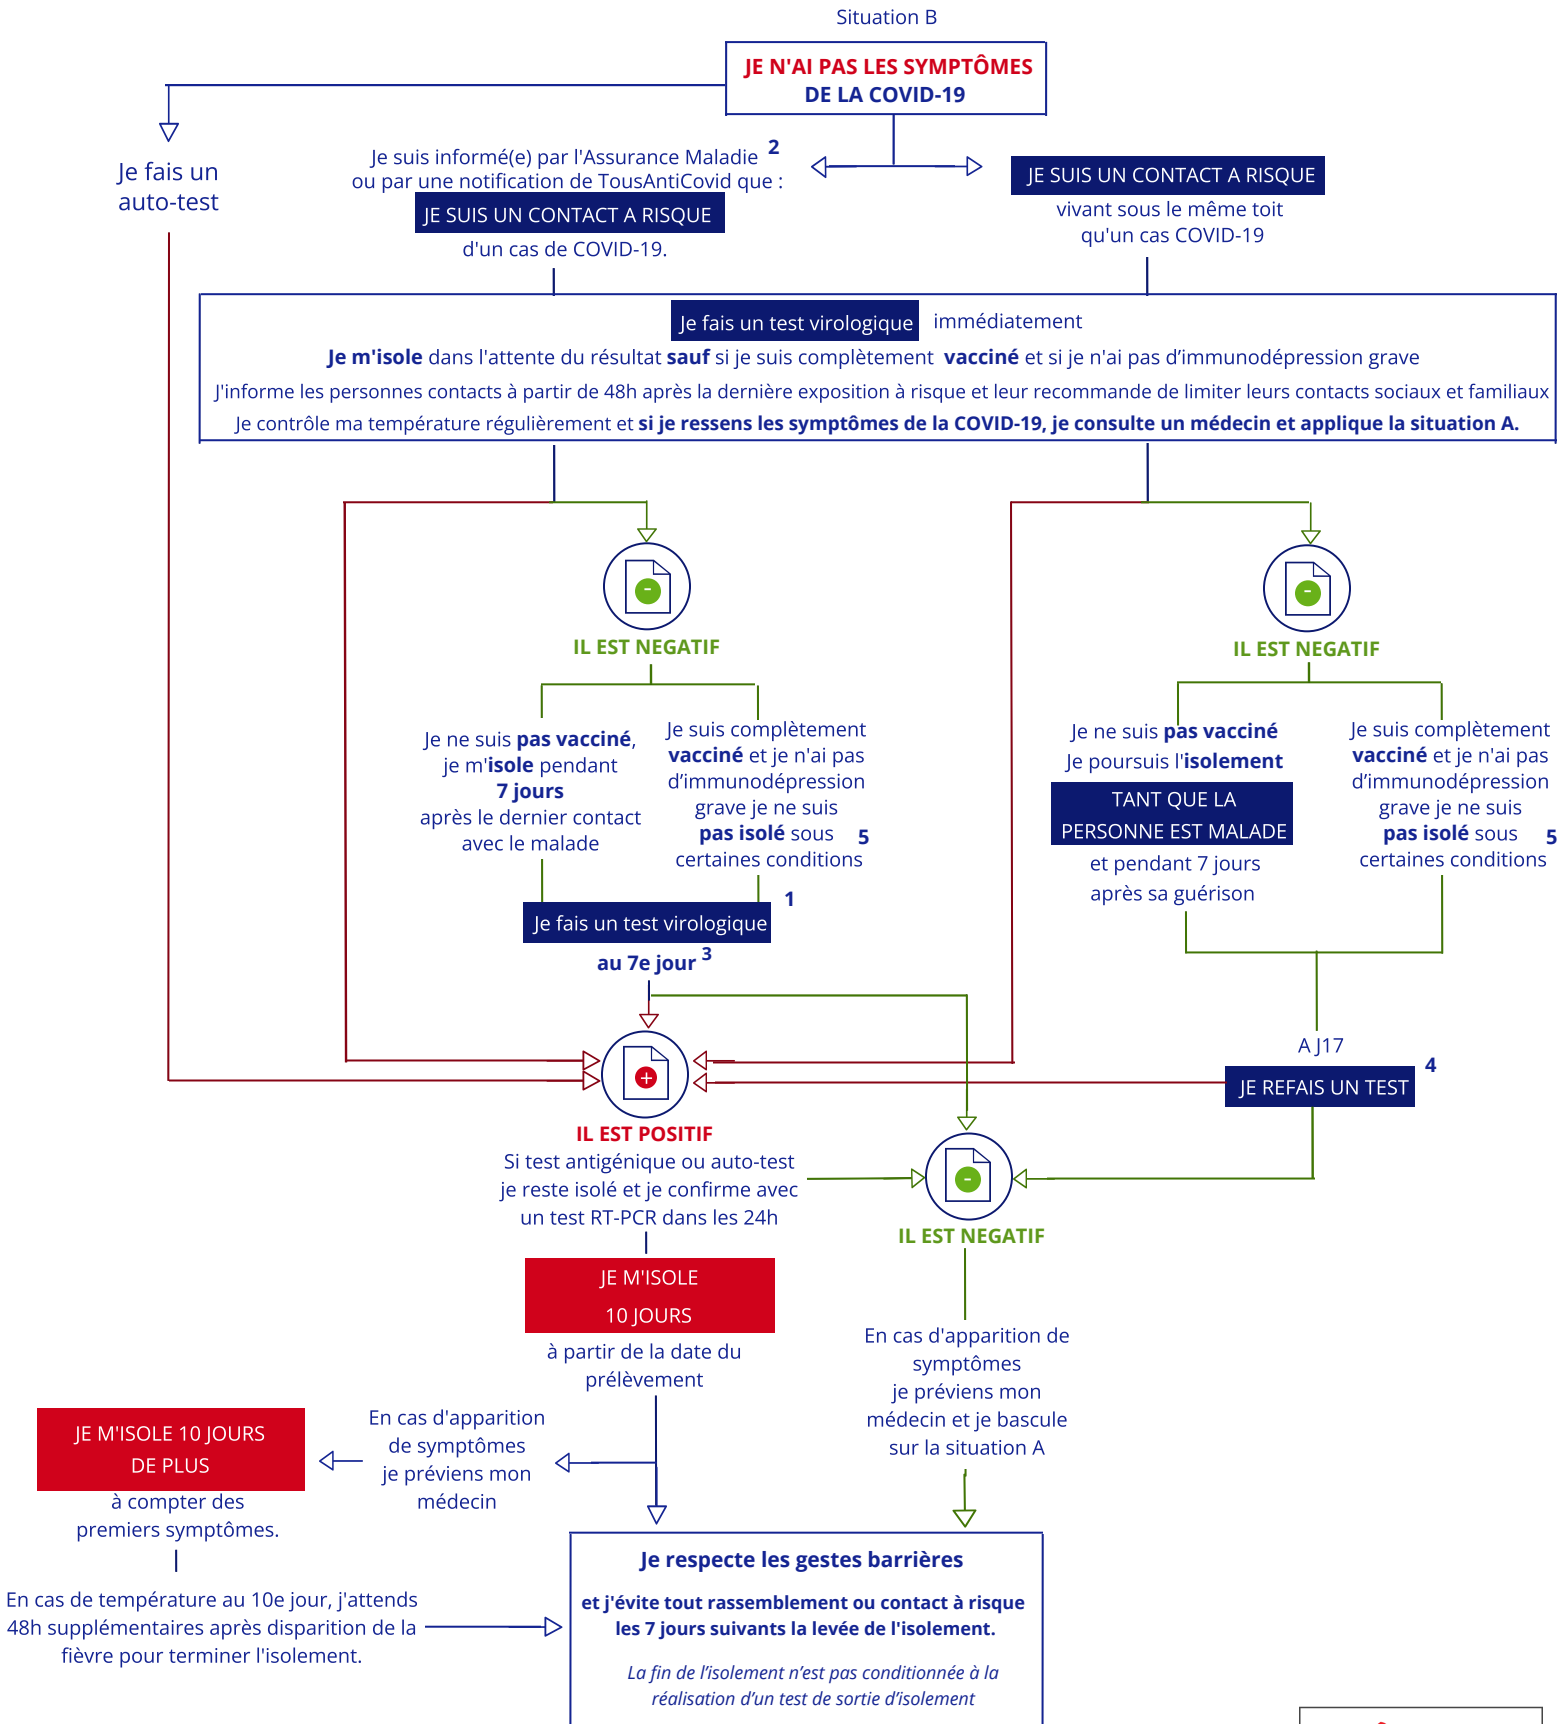 Situation B
JE N'AI PAS LES SYMPTÔMES
DE LA COVID-19
Je fais un
auto-test
Je suis informé(e) par l'Assurance Maladie 2
ou par une notification de TousAntiCovid que :
JE SUIS UN CONTACT A RISQUE
d'un cas de COVID-19.
JE SUIS UN CONTACT A RISQUE
vivant sous le même toit
qu'un cas COVID-19
Je fais un test virologique immédiatement
Je m'isole dans l'attente du résultat sauf si je suis complètement vacciné et si je n'ai pas d’immunodépression grave
J'informe les personnes contacts à partir de 48h après la dernière exposition à risque et leur recommande de limiter leurs contacts sociaux et familiaux
Je contrôle ma température régulièrement et si je ressens les symptômes de la COVID-19, je consulte un médecin et applique la situation A.
-
IL EST NEGATIF
Je ne suis pas vacciné,
je m'isole pendant
7 jours
après le dernier contact
avec le malade
Je suis complètement
vacciné et je n'ai pas
d’immunodépression
grave je ne suis
pas isolé sous 5
certaines conditions
1
Je fais un test virologique
au 7e jour 3
-
IL EST NEGATIF
Je ne suis pas vacciné
Je poursuis l'isolement
TANT QUE LA
PERSONNE EST MALADE
et pendant 7 jours
après sa guérison
Je suis complètement
vacciné et je n'ai pas
d’immunodépression
grave je ne suis
pas isolé sous 5
certaines conditions
A J17
JE REFAIS UN TEST 4
+
IL EST POSITIF
Si test antigénique ou auto-test
je reste isolé et je confirme avec
un test RT-PCR dans les 24h
JE M'ISOLE
10 JOURS
à partir de la date du
prélèvement
-
IL EST NEGATIF
En cas d'apparition de
symptômes
je préviens mon
médecin et je bascule
sur la situation A
En cas d'apparition
de symptômes
je préviens mon
médecin
JE M'ISOLE 10 JOURS
DE PLUS
à compter des
premiers symptômes.
En cas de température au 10e jour, j'attends
48h supplémentaires après disparition de la
fièvre pour terminer l'isolement.
Je respecte les gestes barrières
et j'évite tout rassemblement ou contact à risque
les 7 jours suivants la levée de l'isolement.
La fin de l’isolement n’est pas conditionnée à la
réalisation d’un test de sortie d’isolement